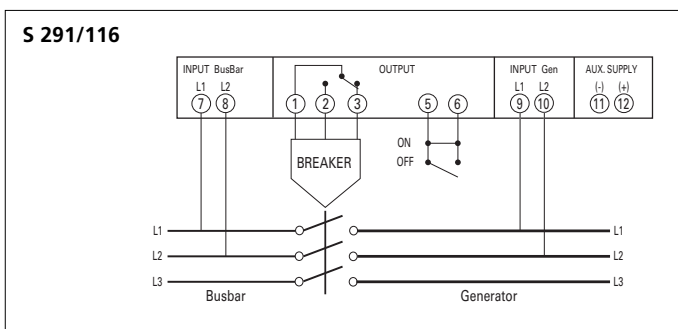 S 291/116
INPUT BusBar OUTPUT INPUT Gen AUX. SUPPLY
L1 L2 L1 L2 (-) (+)
7 8 1 2 3 5 6 9 10 11 12
ON
BREAKER OFF
L1 L1
L2 L2
L3 L3
Busbar Generator